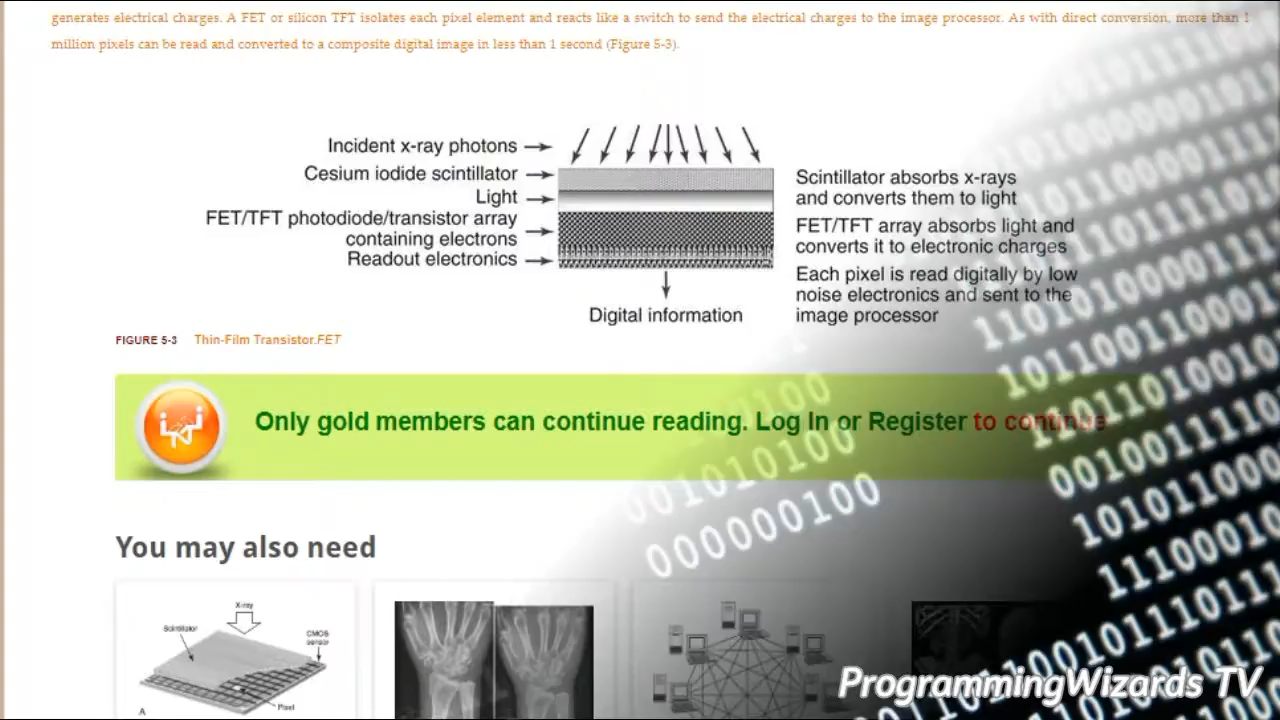 generates electrical charges. A FET or silicon TFT isolates each pixel element and reacts like a switch to send the electrical charges to the image processor. As with direct conversion, more than 1
million pixels can be read and converted to a composite digital image in less than 1 second (Figure 5-3).
Incident x-ray photons
Cesium iodide scintillator
Light
FET/TFT photodiode/transistor array
containing electrons
Readout electronics
Scintillator absorbs x-rays
and converts them to light
FET/TFT array absorbs light and
converts it to electronic charges
Each pixel is read digitally by low
noise electronics and sent to the
image processor
Digital information
FIGURE 5-3 Thin-Film Transistor.FET
Only gold members can continue reading. Log In or Register to continue
You may also need
X-ray
Scintillator
CMOS
sensor
Pixel
A
001010100
000000100
ProgrammingWizards TV